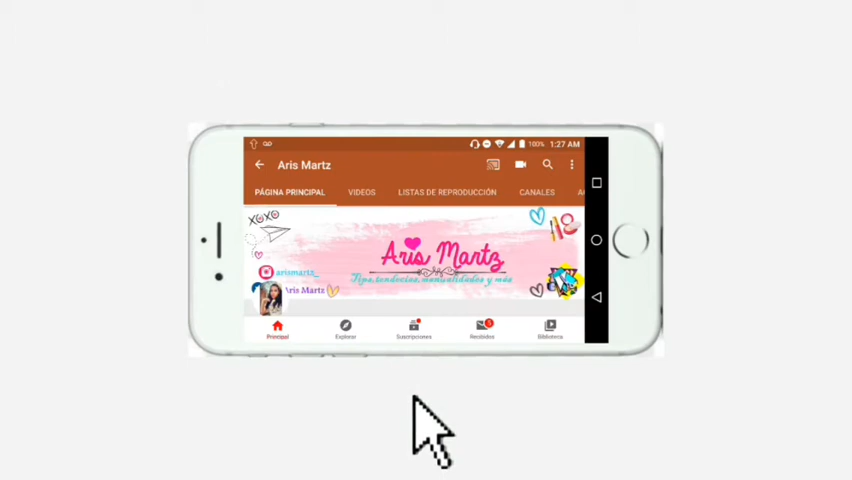 100% 1:27 AM
Aris Martz
PÁGINA PRINCIPAL VIDEOS LISTAS DE REPRODUCCIÓN CANALES
XOXO
Aris Martz
Tips,tendecias,manualidades y más
arismartz_
Aris Martz
Principal Explorar Suscripciones Recibidos Biblioteca